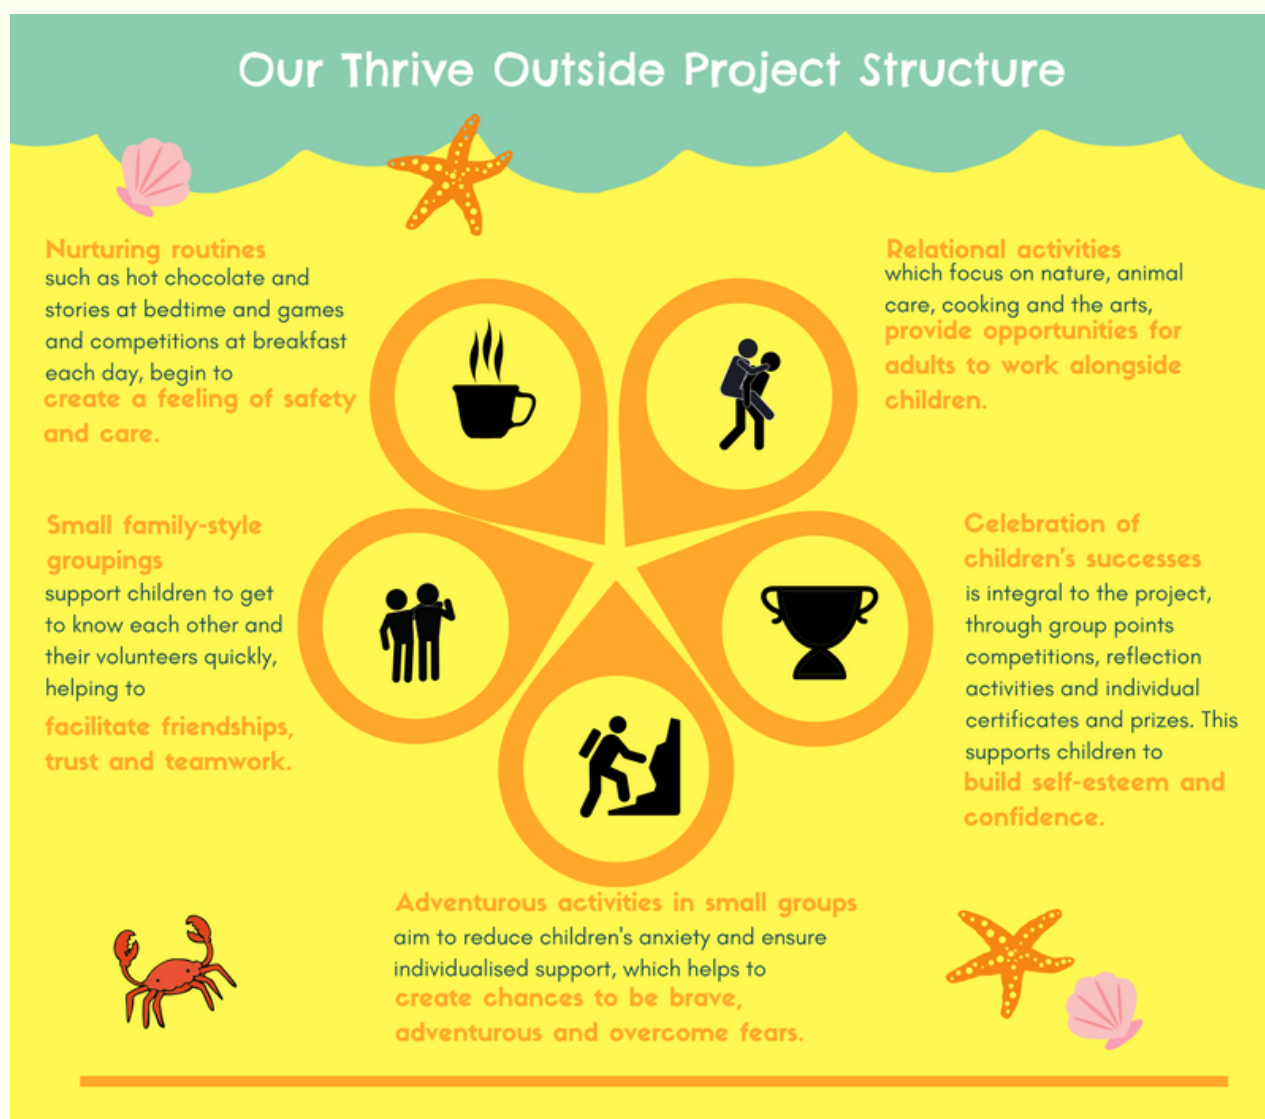 Our Thrive Outside Project Structure
Nurturing routines
such as hot chocolate and
stories at bedtime and games
and competitions at breakfast
each day, begin to
create a feeling of safety
and care.
Relational activities
which focus on nature, animal
care, cooking and the arts,
provide opportunities for
adults to work alongside
children.
Small family-style
groupings
support children to get
to know each other and
their volunteers quickly,
helping to
facilitate friendships,
trust and teamwork.
Celebration of
children's successes
is integral to the project,
through group points
competitions, reflection
activities and individual
certificates and prizes. This
supports children to
build self-esteem and
confidence.
Adventurous activities in small groups
aim to reduce children's anxiety and ensure
individualised support, which helps to
create chances to be brave,
adventurous and overcome fears.